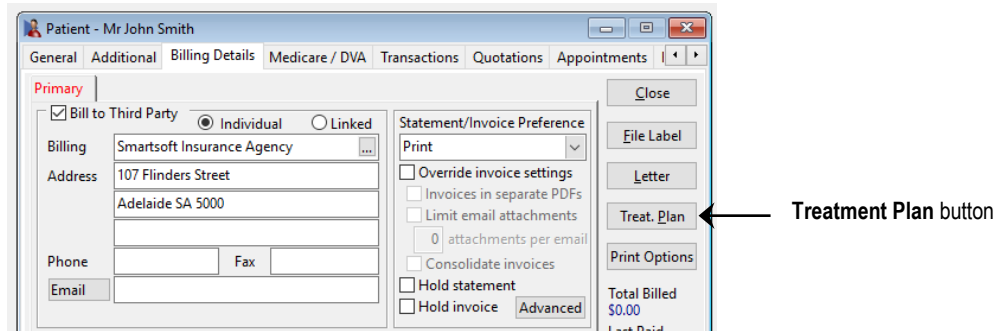 Patient - Mr John Smith
General Additional Billing Details Medicare / DVA Transactions Quotations Appointments
Primary
Bill to Third Party Individual Linked
Billing Smartsoft Insurance Agency ...
Address 107 Flinders Street
Adelaide SA 5000
Phone Fax
Email
Statement/Invoice Preference
Print
Override invoice settings
Invoices in separate PDFs
Limit email attachments
0 attachments per email
Consolidate invoices
Hold statement
Hold invoice Advanced
Close
File Label
Letter
Treat. Plan
Print Options
Total Billed
$0.00
Last Paid
Treatment Plan button